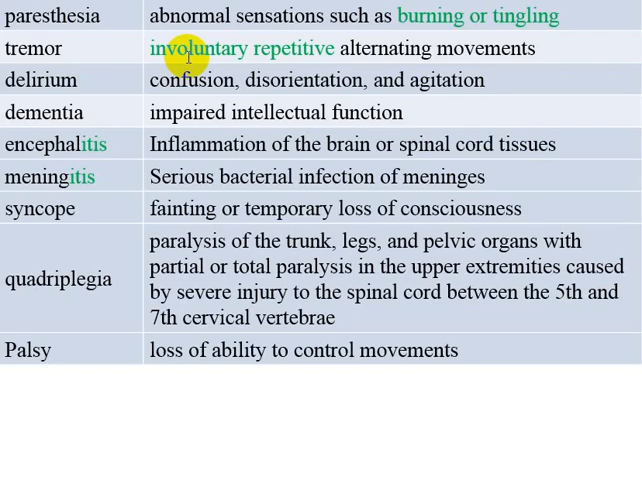 paresthesia abnormal sensations such as burning or tingling
tremor involuntary repetitive alternating movements
delirium confusion, disorientation, and agitation
dementia impaired intellectual function
encephalitis Inflammation of the brain or spinal cord tissues
meningitis Serious bacterial infection of meninges
syncope fainting or temporary loss of consciousness
quadriplegia paralysis of the trunk, legs, and pelvic organs with
partial or total paralysis in the upper extremities caused
by severe injury to the spinal cord between the 5th and
7th cervical vertebrae
Palsy loss of ability to control movements